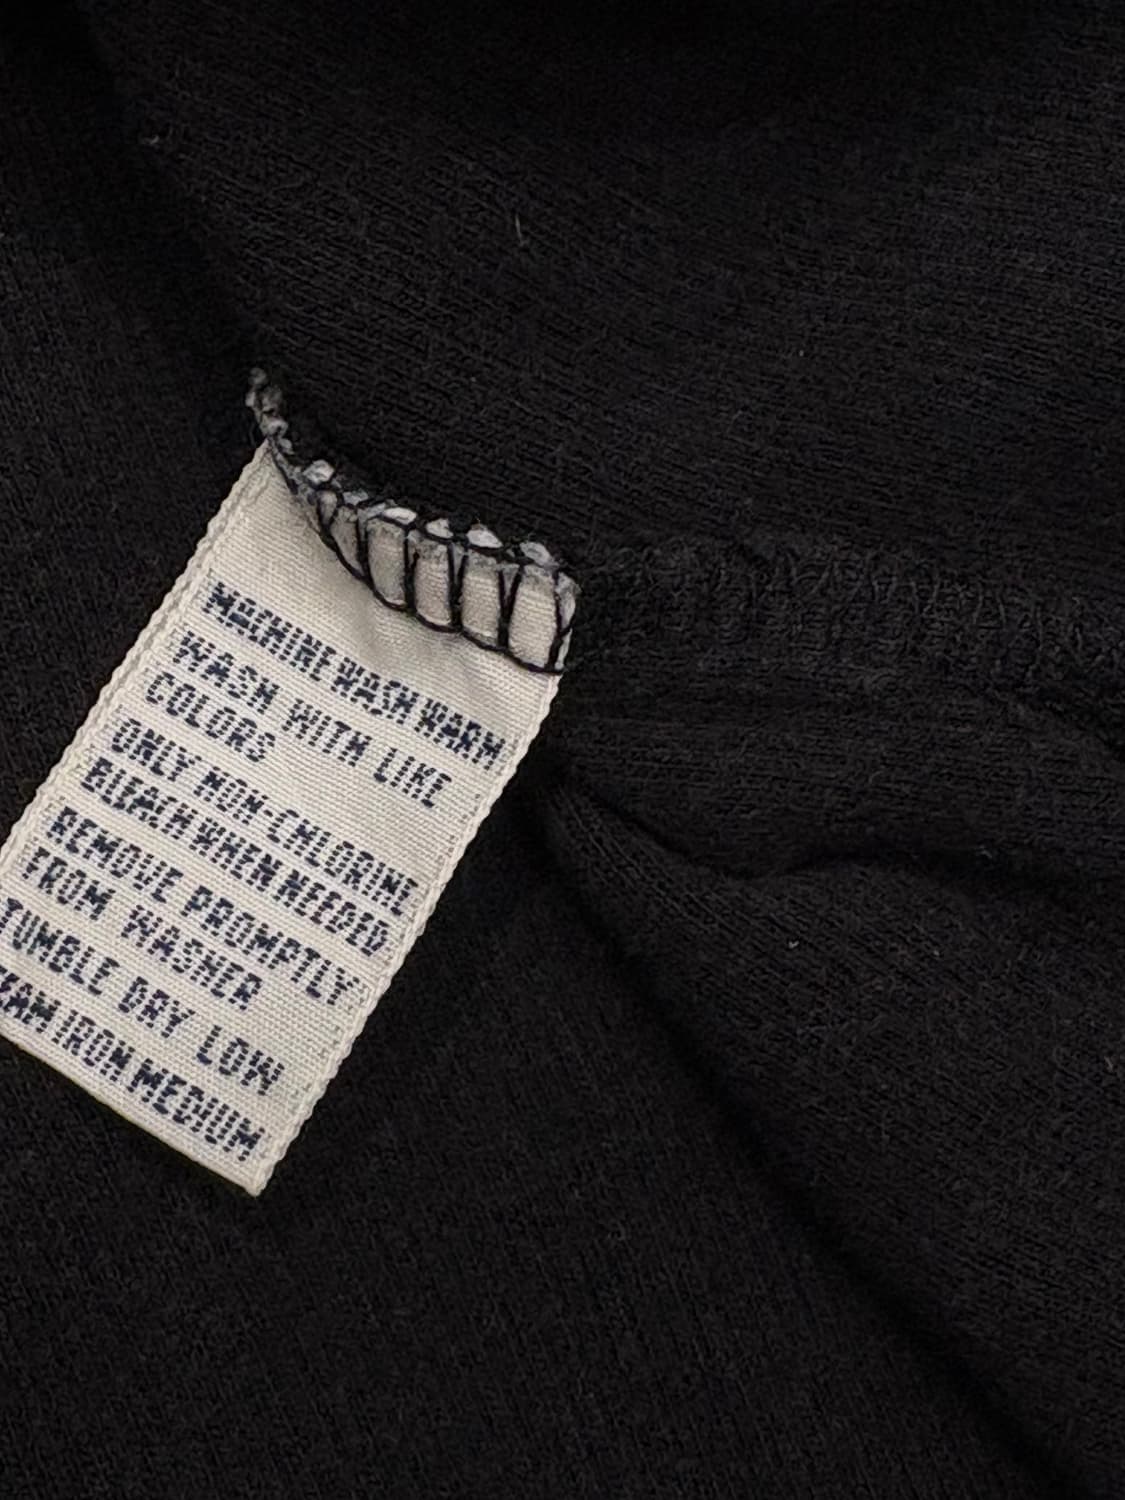 MACHINE WASH WARM
WASH WITH LIKE
COLORS
ONLY NON-CHLORINE
BLEACH WHEN NEEDED
REMOVE PROMPTLY
FROM WASHER
TUMBLE DRY LOW
IRON MEDIUM